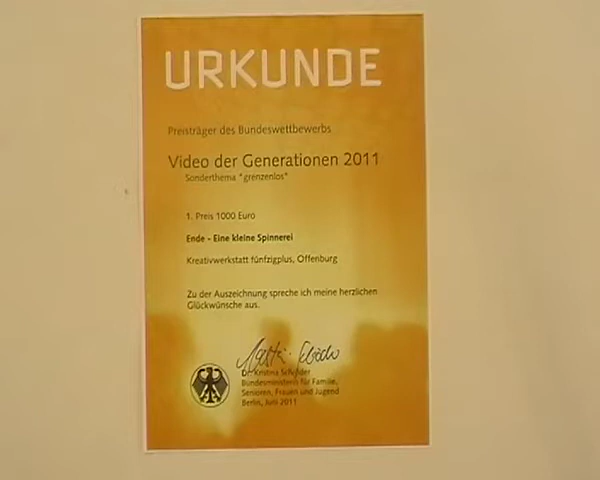 URKUNDE
Preisträger des Bundeswettbewerbs
Video der Generationen 2011
Sonderthema "grenzenlos"
1. Preis 1000 Euro
Ende - Eine kleine Spinnerei
Kreativwerkstatt fünfzigplus, Offenburg
Zu der Auszeichnung spreche ich meine herzlichen
Glückwünsche aus.
Dr. Kristina Schröder
Bundesministerin für Familie,
Senioren, Frauen und Jugend
Berlin, Juni 2011